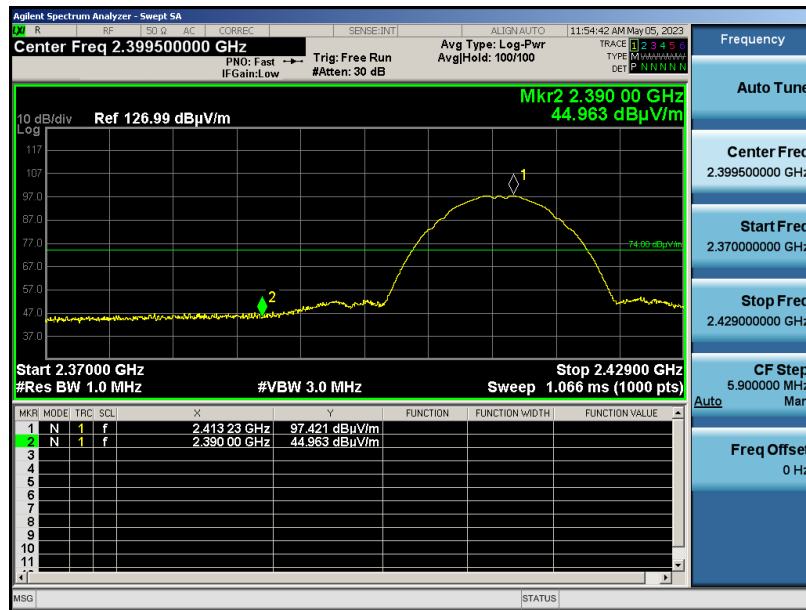 Agilent Spectrum Analyzer - Swept SA
LXI R RF 50 Ω AC CORREC SENSE:INT ALIGN AUTO 11:54:42 AM May 05, 2023
Center Freq 2.399500000 GHz
PNO: Fast
IFGain:Low
Trig: Free Run
#Atten: 30 dB
Avg Type: Log-Pwr
Avg|Hold: 100/100
TRACE 1 2 3 4 5 6
TYPE M
DET P N N N N N
Mkr2 2.390 00 GHz
44.963 dBµV/m
10 dB/div Ref 126.99 dBµV/m
Log
117
107
97.0
87.0
77.0
67.0
57.0
47.0
37.0
1
2
74.00 dBµV/m
Start 2.37000 GHz Stop 2.42900 GHz
#Res BW 1.0 MHz #VBW 3.0 MHz Sweep 1.066 ms (1000 pts)
MKR MODE TRC SCL X Y FUNCTION FUNCTION WIDTH FUNCTION VALUE
1 N 1 f 2.413 23 GHz 97.421 dBµV/m
2 N 1 f 2.390 00 GHz 44.963 dBµV/m
3
4
5
6
7
8
9
10
11
MSG STATUS
Frequency
Auto Tune
Center Freq
2.399500000 GHz
Start Freq
2.370000000 GHz
Stop Freq
2.429000000 GHz
CF Step
5.900000 MHz
Auto Man
Freq Offset
0 Hz